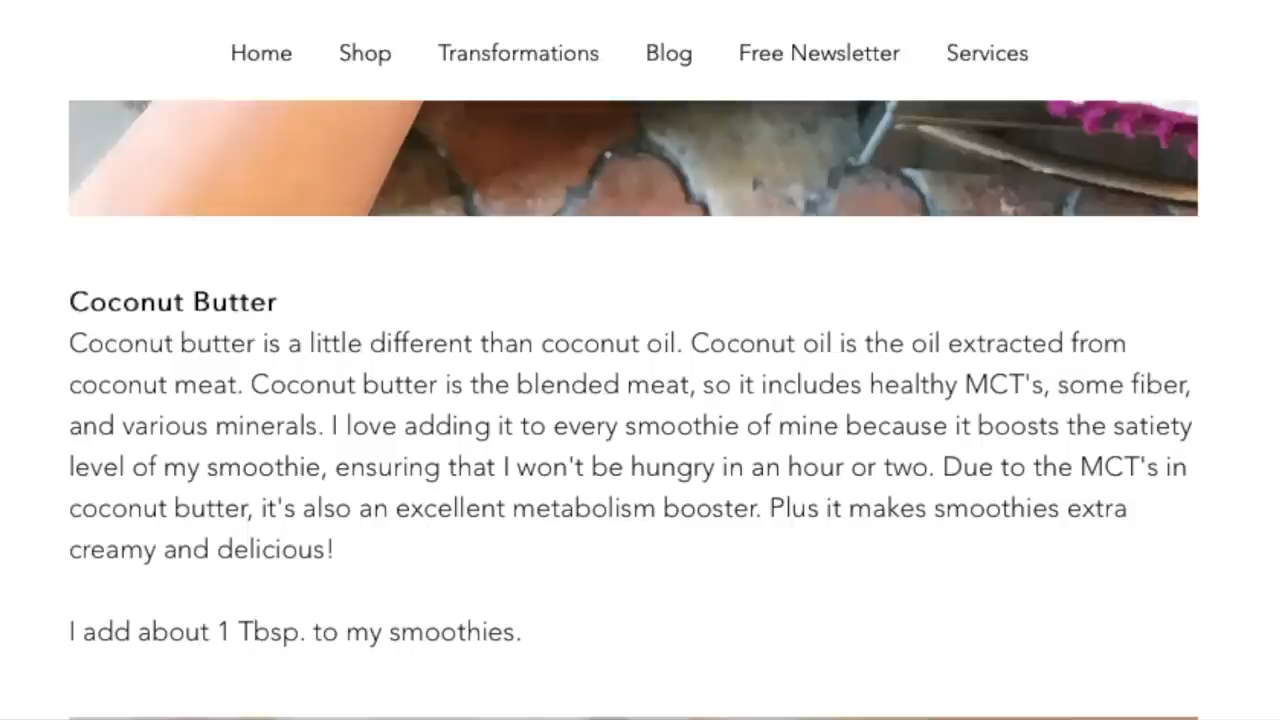 Home Shop Transformations Blog Free Newsletter Services
Coconut Butter
Coconut butter is a little different than coconut oil. Coconut oil is the oil extracted from
coconut meat. Coconut butter is the blended meat, so it includes healthy MCT's, some fiber,
and various minerals. I love adding it to every smoothie of mine because it boosts the satiety
level of my smoothie, ensuring that I won't be hungry in an hour or two. Due to the MCT's in
coconut butter, it's also an excellent metabolism booster. Plus it makes smoothies extra
creamy and delicious!
I add about 1 Tbsp. to my smoothies.